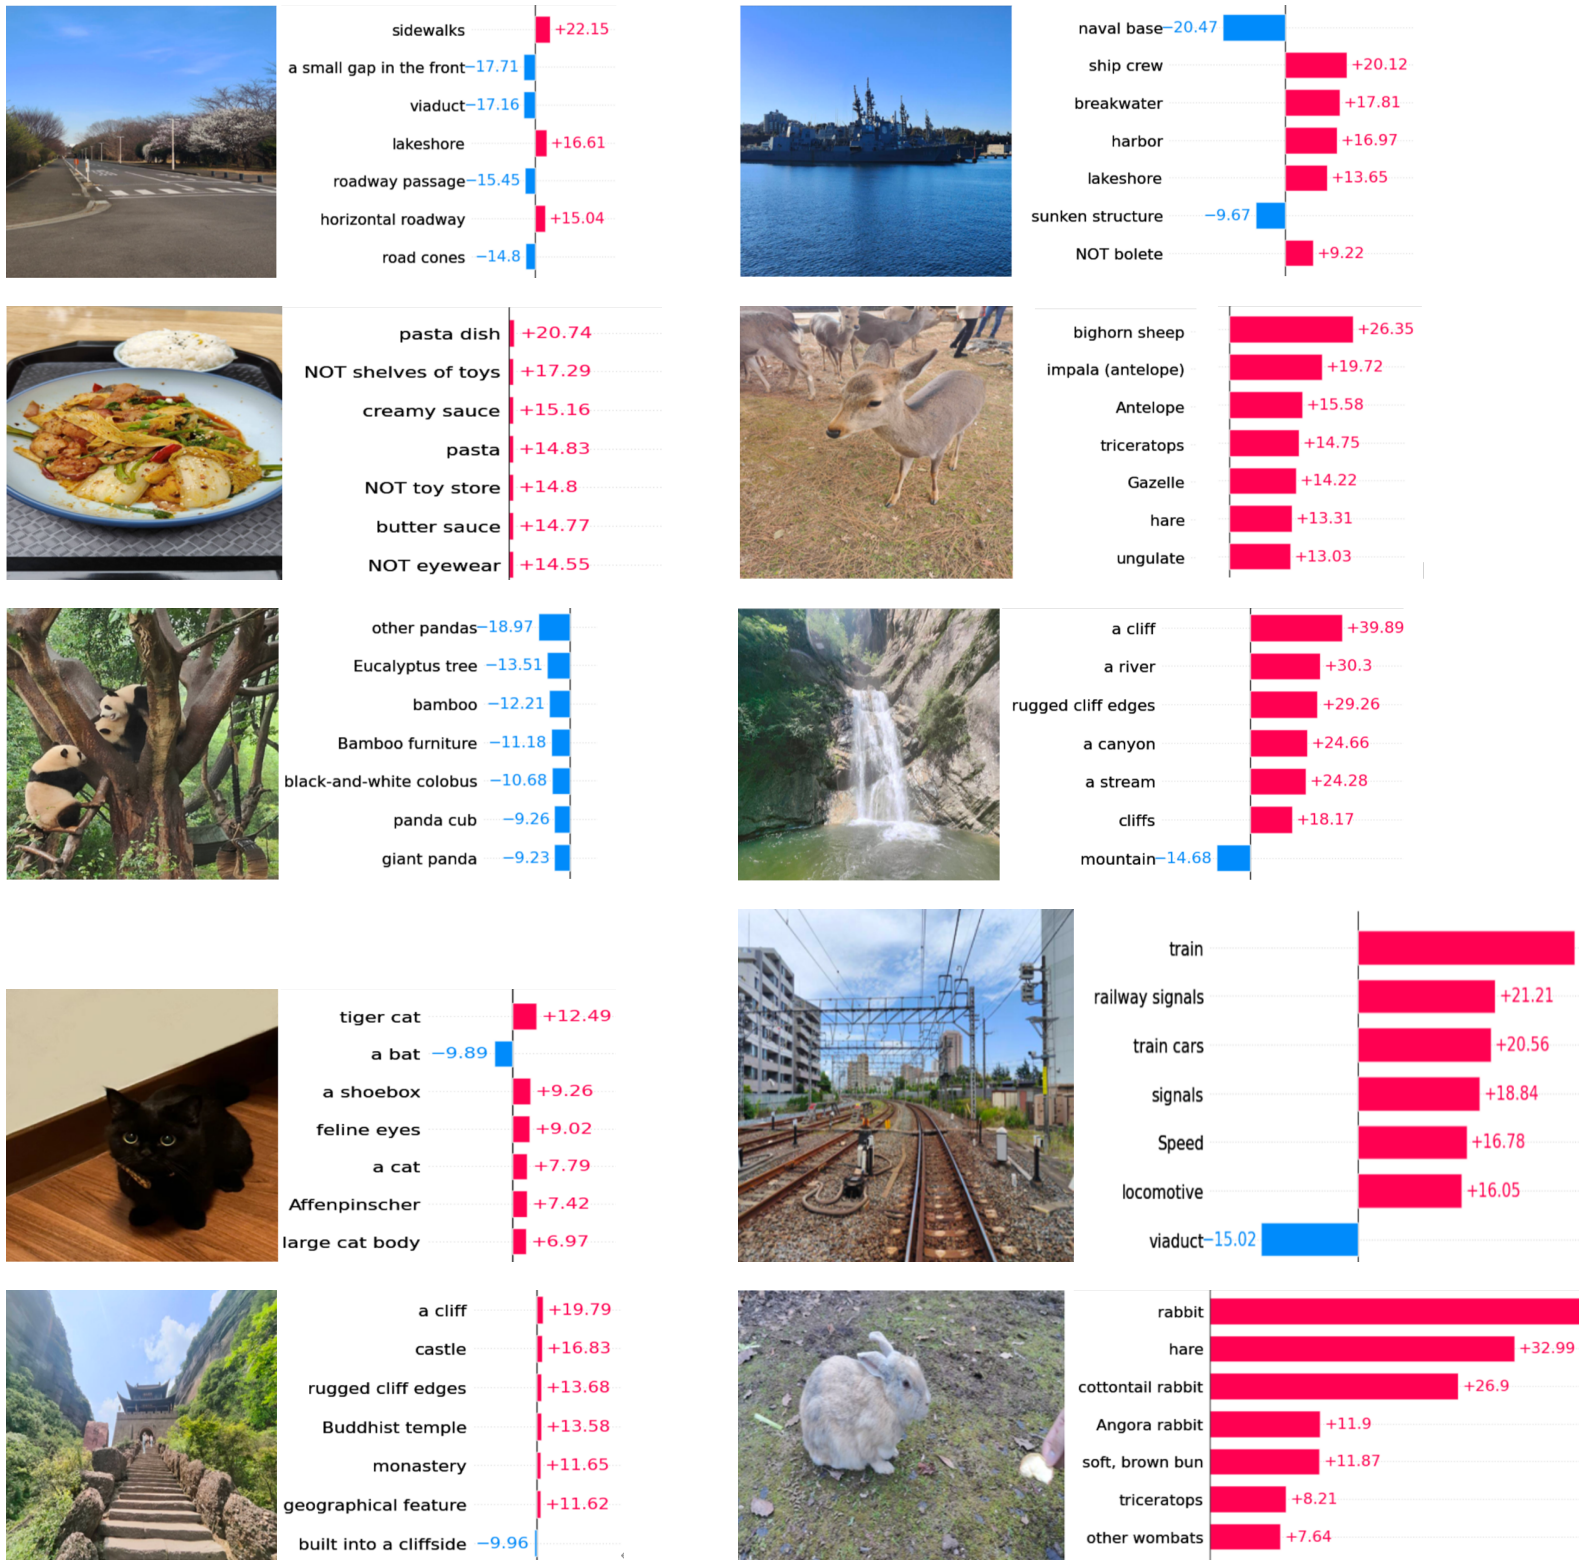 sidewalks +22.15
a small gap in the front −17.71
viaduct −17.16
lakeshore +16.61
roadway passage −15.45
horizontal roadway +15.04
road cones −14.8
naval base −20.47
ship crew +20.12
breakwater +17.81
harbor +16.97
lakeshore +13.65
sunken structure −9.67
NOT bolete +9.22
pasta dish +20.74
NOT shelves of toys +17.29
creamy sauce +15.16
pasta +14.83
NOT toy store +14.8
butter sauce +14.77
NOT eyewear +14.55
bighorn sheep +26.35
impala (antelope) +19.72
Antelope +15.58
triceratops +14.75
Gazelle +14.22
hare +13.31
ungulate +13.03
other pandas −18.97
Eucalyptus tree −13.51
bamboo −12.21
Bamboo furniture −11.18
black-and-white colobus −10.68
panda cub −9.26
giant panda −9.23
a cliff +39.89
a river +30.3
rugged cliff edges +29.26
a canyon +24.66
a stream +24.28
cliffs +18.17
mountain −14.68
tiger cat +12.49
a bat −9.89
a shoebox +9.26
feline eyes +9.02
a cat +7.79
Affenpinscher +7.42
large cat body +6.97
train
railway signals +21.21
train cars +20.56
signals +18.84
Speed +16.78
locomotive +16.05
viaduct −15.02
a cliff +19.79
castle +16.83
rugged cliff edges +13.68
Buddhist temple +13.58
monastery +11.65
geographical feature +11.62
built into a cliffside −9.96
rabbit
hare +32.99
cottontail rabbit +26.9
Angora rabbit +11.9
soft, brown bun +11.87
triceratops +8.21
other wombats +7.64